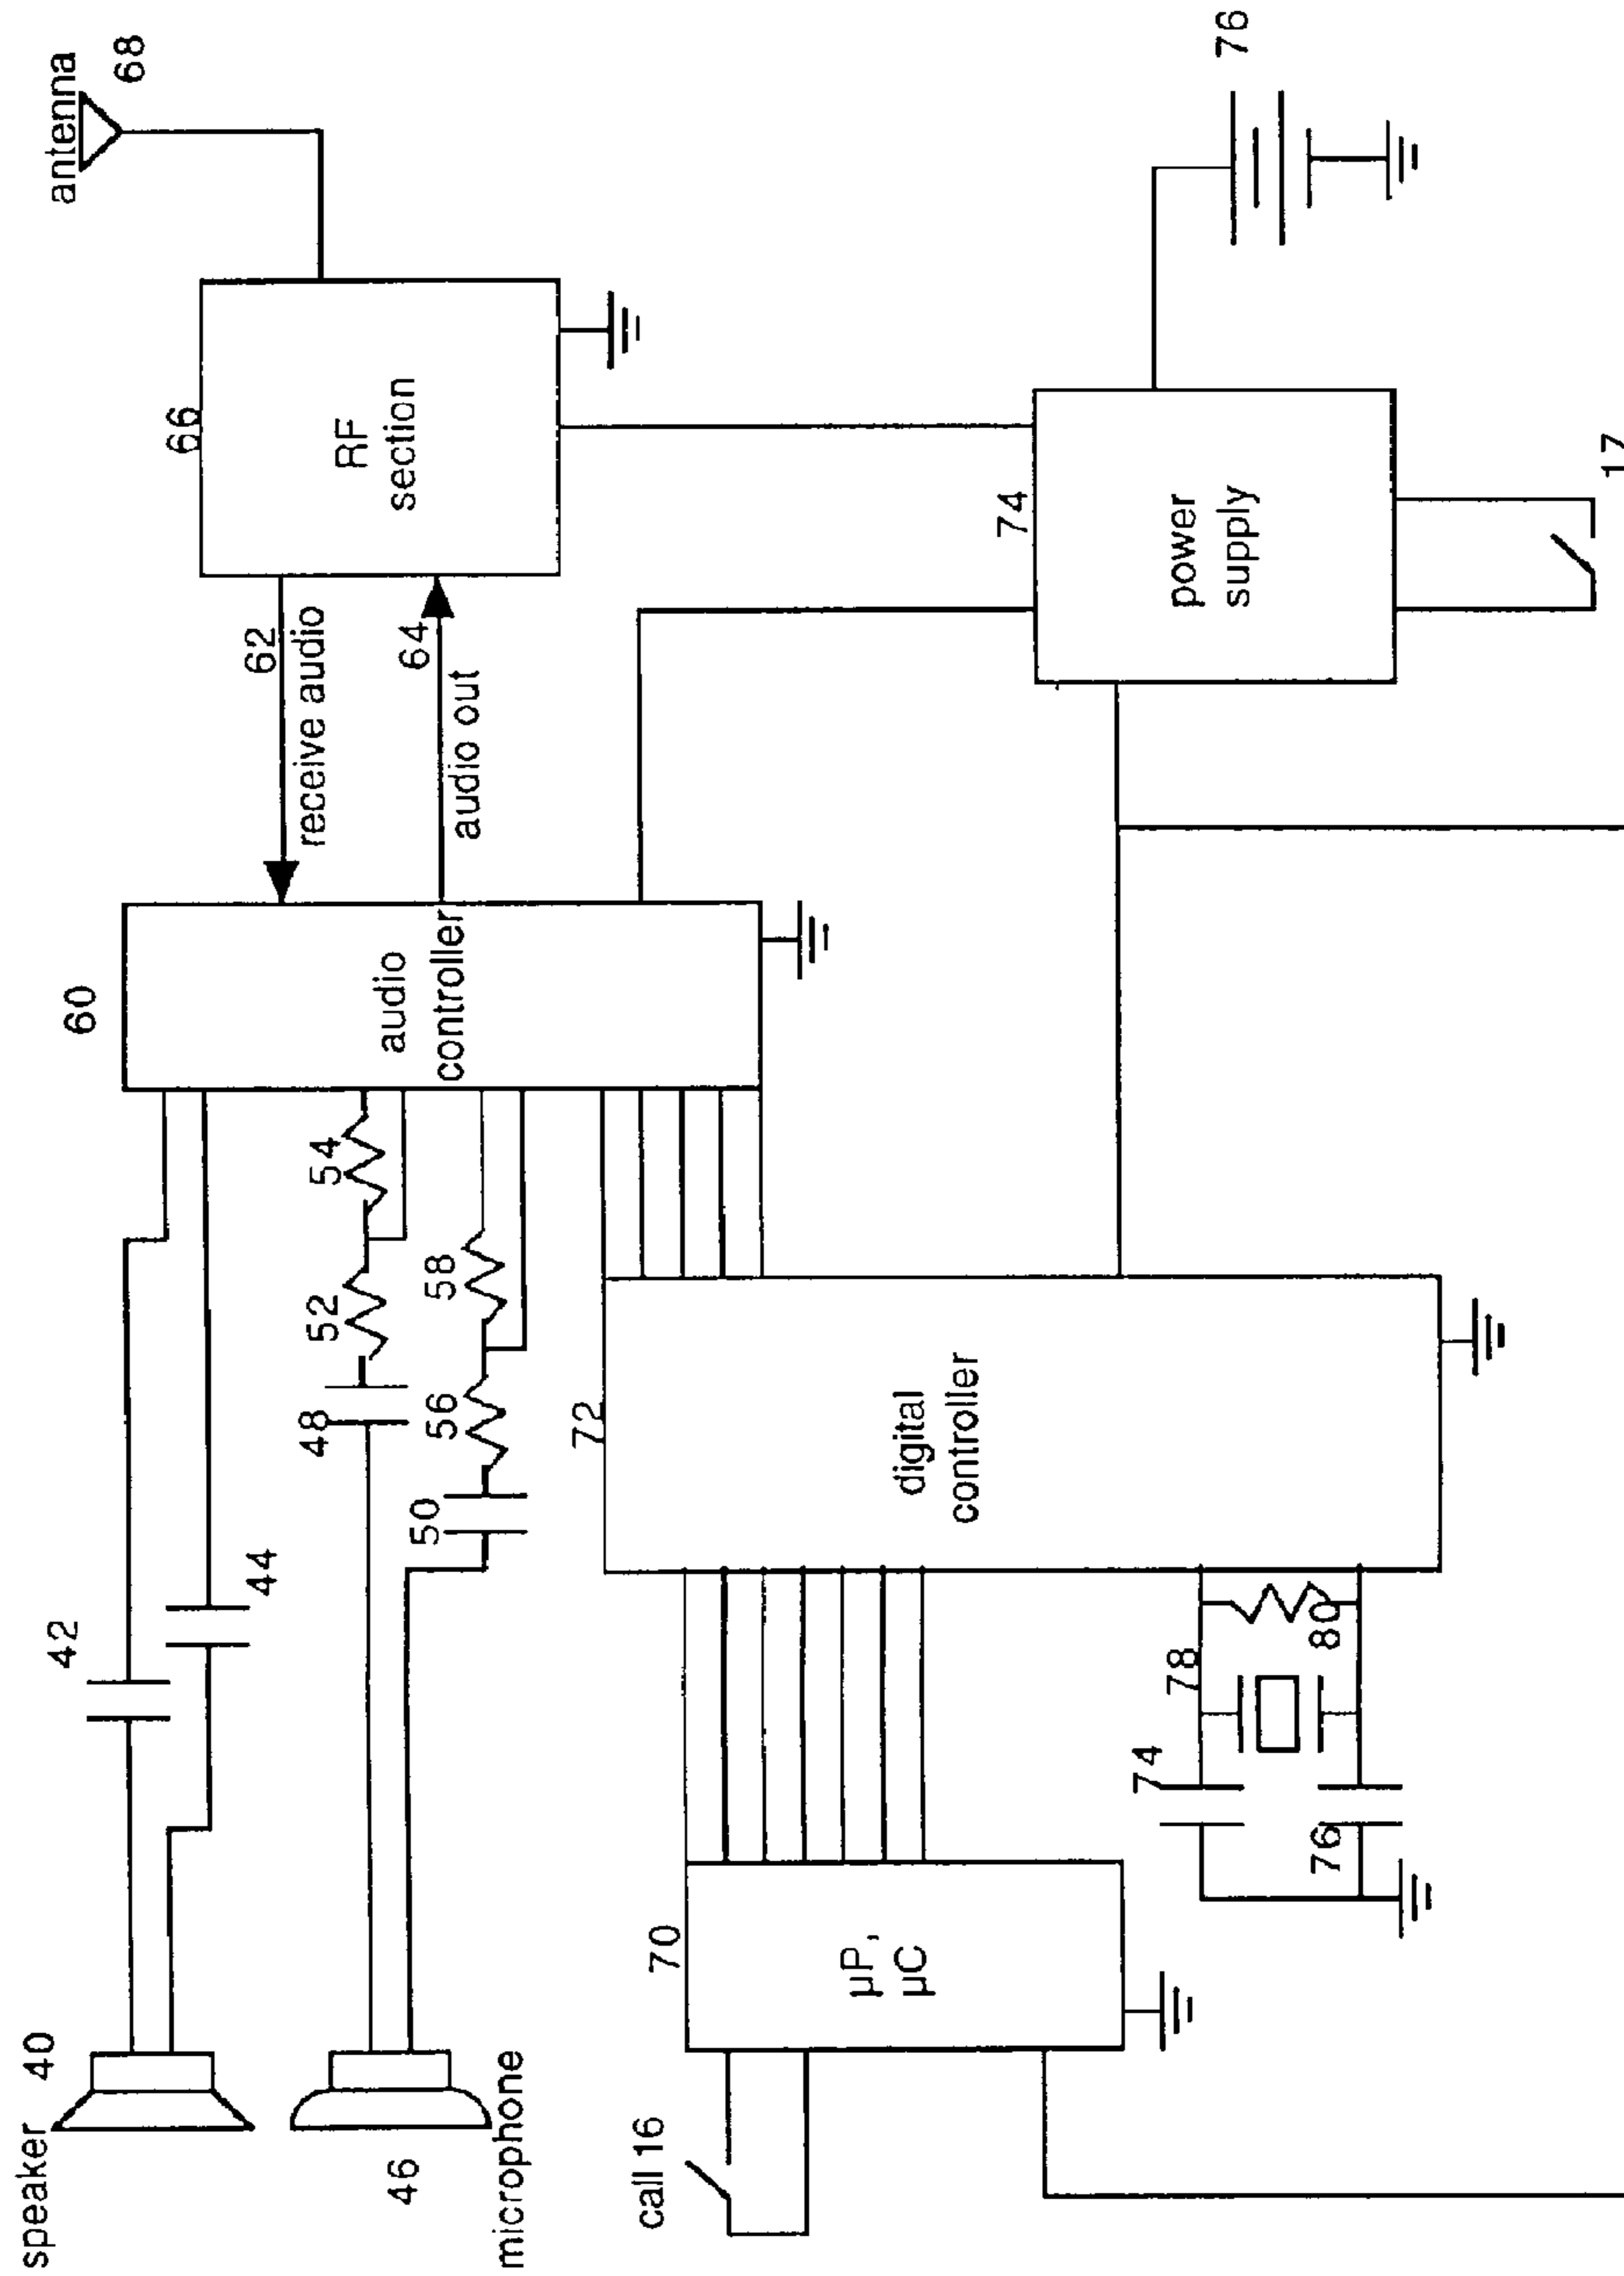 speaker 40
42
44
46
microphone
48
50
52
54
56
58
60
audio
controller
62
receive audio
64
audio out
66
RF
section
antenna
68
call 16
70
µP,
µC
72
digital
controller
74
76
78
80
74
power
supply
76
17